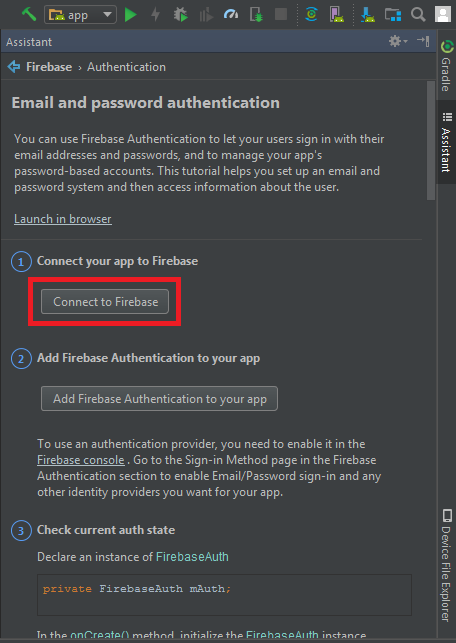 app
Assistant
Firebase › Authentication
Email and password authentication
You can use Firebase Authentication to let your users sign in with their
email addresses and passwords, and to manage your app's
password-based accounts. This tutorial helps you set up an email and
password system and then access information about the user.
Launch in browser
1 Connect your app to Firebase
Connect to Firebase
2 Add Firebase Authentication to your app
Add Firebase Authentication to your app
To use an authentication provider, you need to enable it in the
Firebase console . Go to the Sign-in Method page in the Firebase
Authentication section to enable Email/Password sign-in and any
other identity providers you want for your app.
3 Check current auth state
Declare an instance of FirebaseAuth
private FirebaseAuth mAuth;
In the onCreate() method, initialize the FirebaseAuth instance
Gradle
Assistant
Device File Explorer